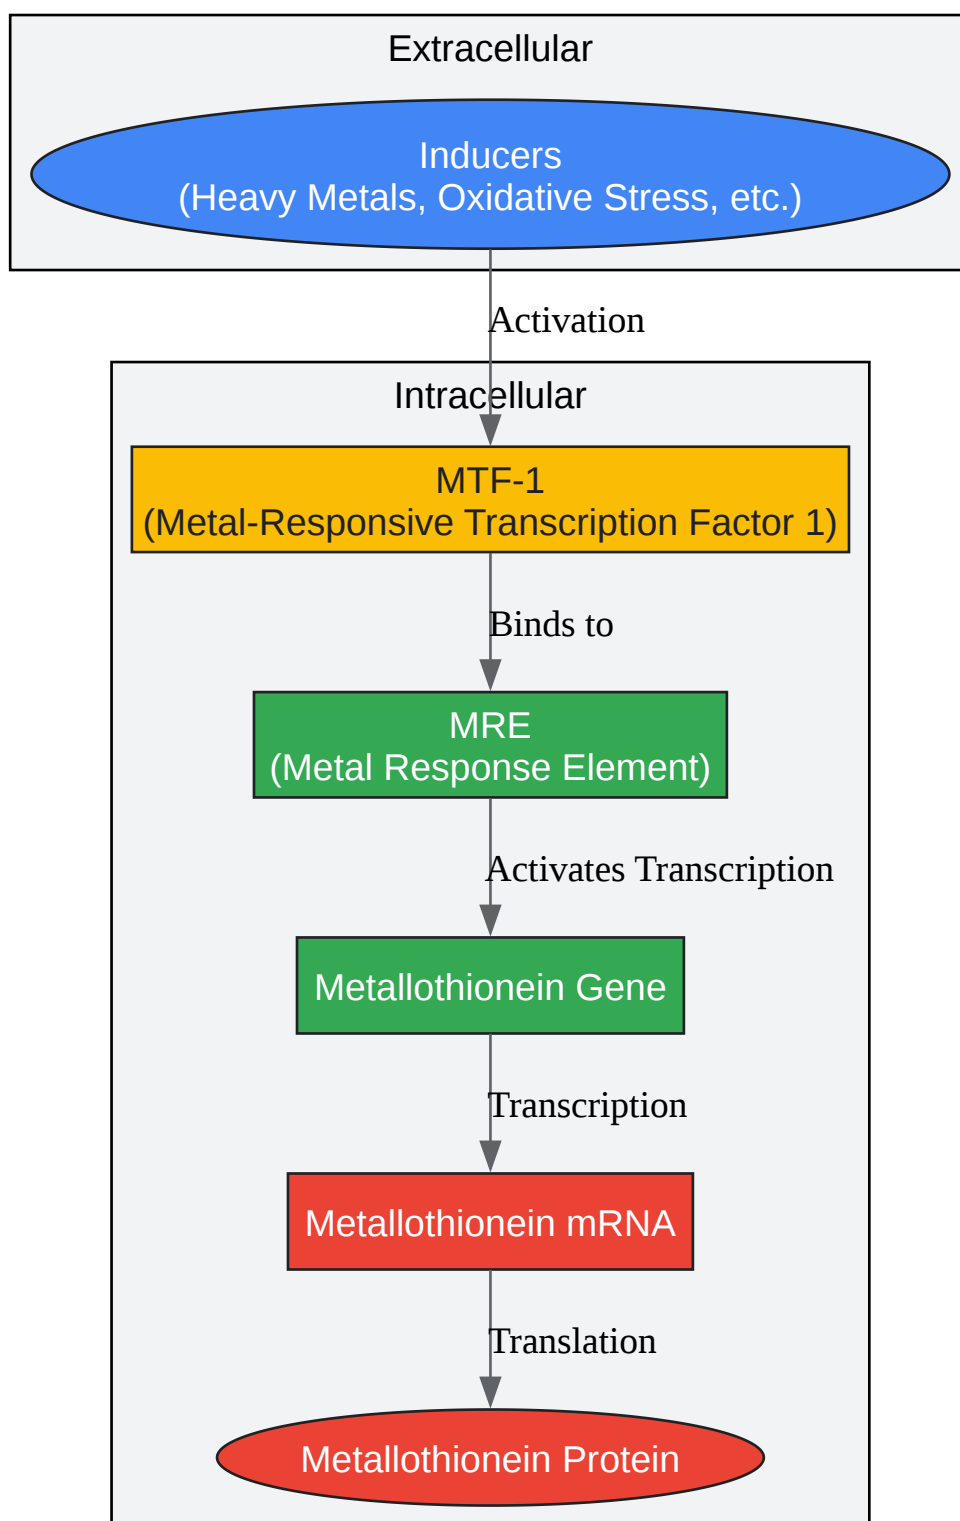 Extracellular
Inducers
(Heavy Metals, Oxidative Stress, etc.)
Activation
Intracellular
MTF-1
(Metal-Responsive Transcription Factor 1)
Binds to
MRE
(Metal Response Element)
Activates Transcription
Metallothionein Gene
Transcription
Metallothionein mRNA
Translation
Metallothionein Protein